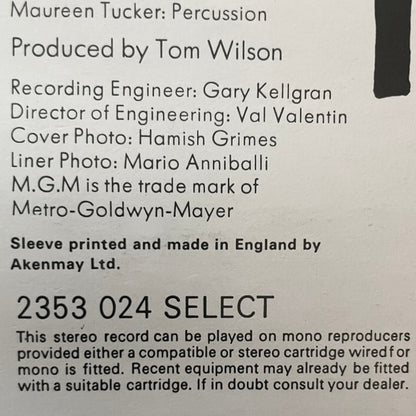 Maureen Tucker: Percussion
Produced by Tom Wilson
Recording Engineer: Gary Kellgran
Director of Engineering: Val Valentin
Cover Photo: Hamish Grimes
Liner Photo: Mario Anniballi
M.G.M is the trade mark of
Metro-Goldwyn-Mayer
Sleeve printed and made in England by
Akenmay Ltd.
2353 024 SELECT
This stereo record can be played on mono reproducers
provided either a compatible or stereo cartridge wired for
mono is fitted. Recent equipment may already be fitted
with a suitable cartridge. If in doubt consult your dealer.